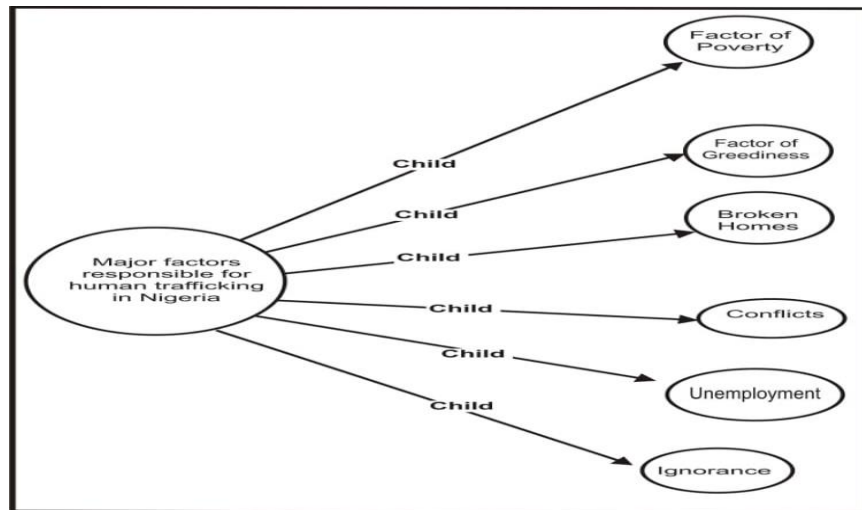 Factor of
Poverty
Child
Factor of
Greediness
Child
Broken
Homes
Child
Major factors
responsible for
human trafficking
in Nigeria
Child
Conflicts
Child
Unemployment
Child
Ignorance